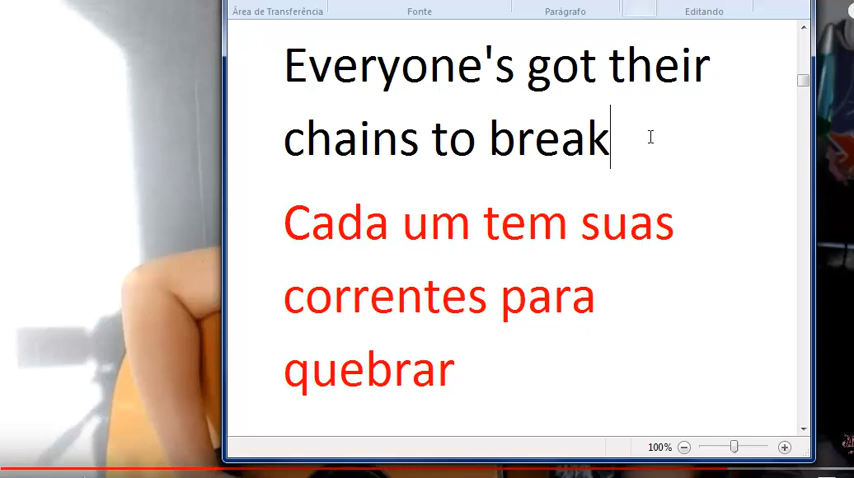 Área de Transferência Fonte Parágrafo Editando
Everyone's got their
chains to break
Cada um tem suas
correntes para
quebrar
100%